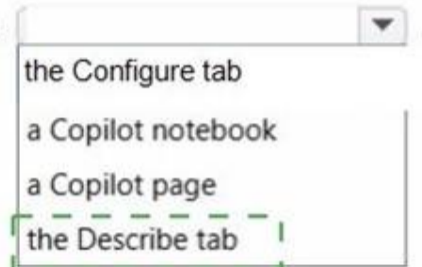 the Configure tab
a Copilot notebook
a Copilot page
the Describe tab